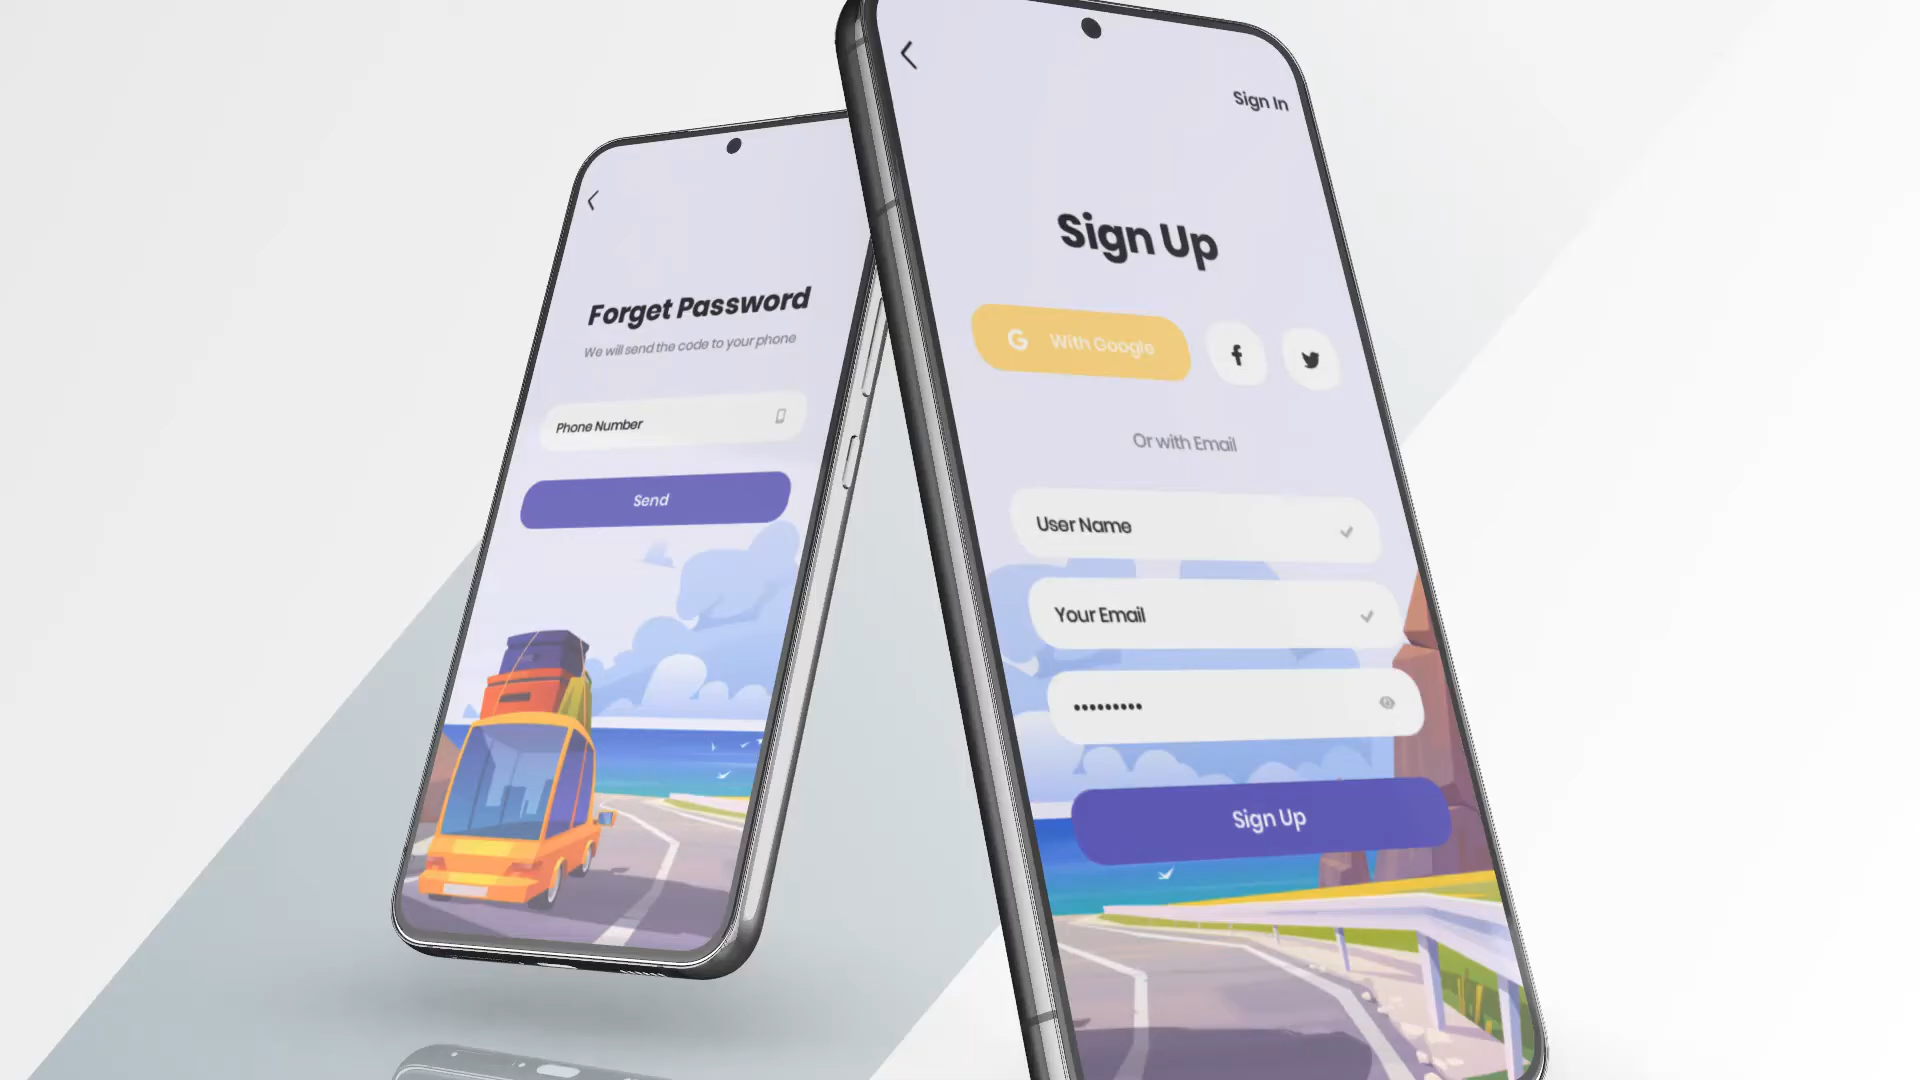 Forget Password
We will send the code to your phone
Phone Number
Send
Sign In
Sign Up
With Google
Or with Email
User Name
Your Email
•••••••••
Sign Up